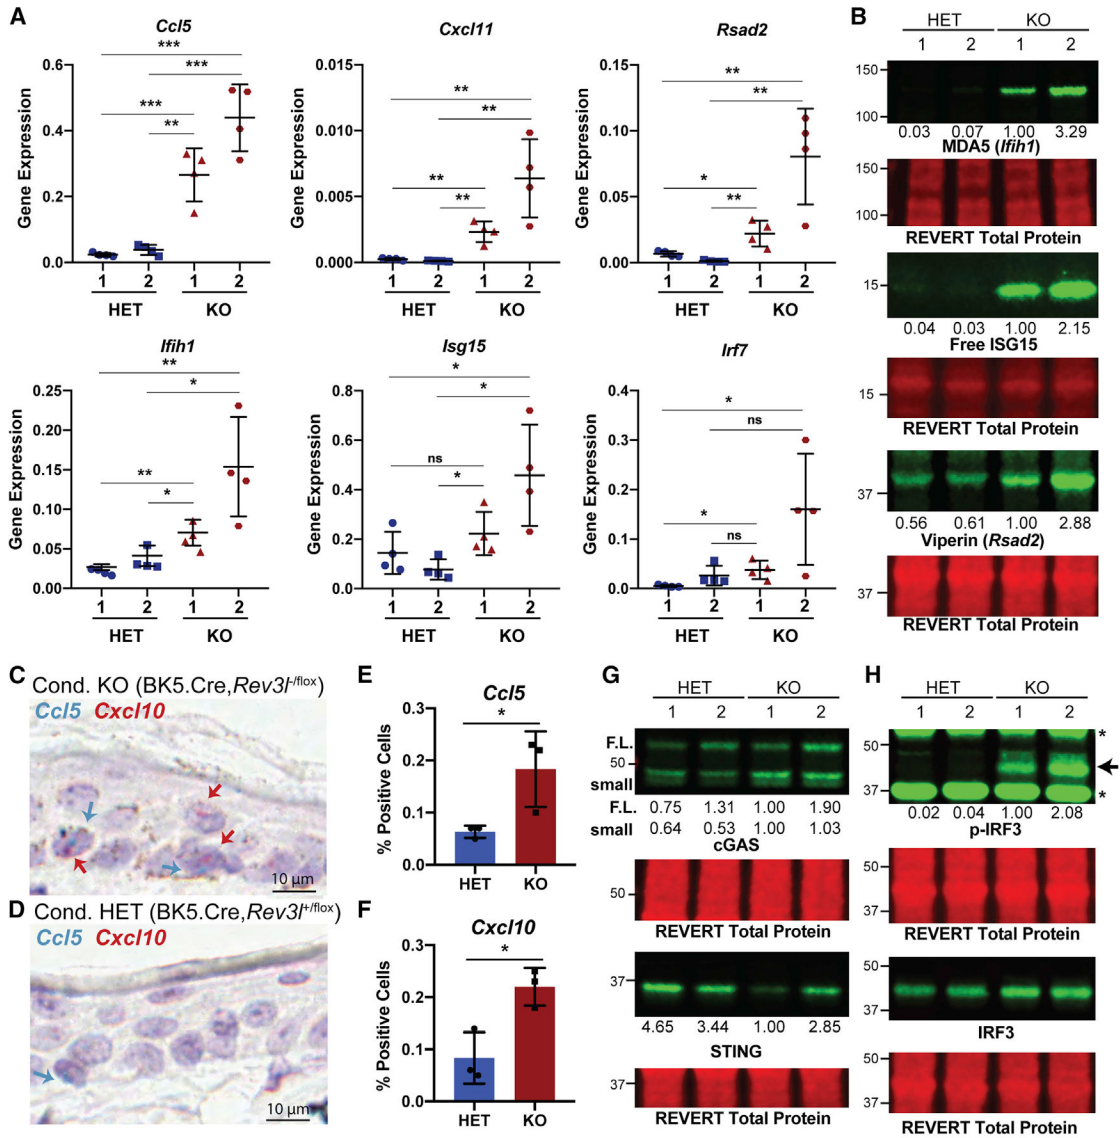 A
Ccl5
Gene Expression
0.6
0.4
0.2
0.0
***
***
***
**
1 2 1 2
HET KO
Cxcl11
Gene Expression
0.015
0.010
0.005
0.000
**
**
**
**
1 2 1 2
HET KO
Rsad2
Gene Expression
0.15
0.10
0.05
0.00
**
**
*
**
1 2 1 2
HET KO
Ifih1
Gene Expression
0.25
0.20
0.15
0.10
0.05
0.00
**
*
**
*
1 2 1 2
HET KO
Isg15
Gene Expression
0.8
0.6
0.4
0.2
0.0
*
*
ns
*
1 2 1 2
HET KO
Irf7
Gene Expression
0.4
0.3
0.2
0.1
0.0
*
ns
*
ns
1 2 1 2
HET KO
B
HET KO
1 2 1 2
150
100
0.03 0.07 1.00 3.29
MDA5 (Ifih1)
150
100
REVERT Total Protein
15
0.04 0.03 1.00 2.15
Free ISG15
15
REVERT Total Protein
37
0.56 0.61 1.00 2.88
Viperin (Rsad2)
37
REVERT Total Protein
C
Cond. KO (BK5.Cre,Rev3l-/flox)
Ccl5 Cxcl10
10 µm
D
Cond. HET (BK5.Cre,Rev3l+/flox)
Ccl5 Cxcl10
10 µm
E
Ccl5
% Positive Cells
0.3
0.2
0.1
0.0
*
HET KO
F
Cxcl10
% Positive Cells
0.3
0.2
0.1
0.0
*
HET KO
G
HET KO
1 2 1 2
F.L.
50
small
F.L. 0.75 1.31 1.00 1.90
small 0.64 0.53 1.00 1.03
cGAS
50
REVERT Total Protein
37
4.65 3.44 1.00 2.85
STING
37
REVERT Total Protein
H
HET KO
1 2 1 2
*
50
37
*
0.02 0.04 1.00 2.08
p-IRF3
50
37
REVERT Total Protein
50
37
IRF3
50
37
REVERT Total Protein